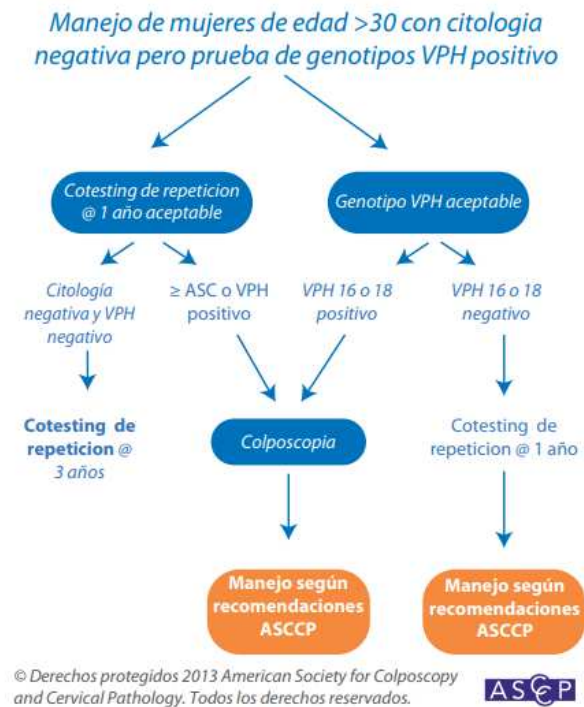 Manejo de mujeres de edad >30 con citologia
negativa pero prueba de genotipos VPH positivo
Cotesting de repeticion
@ 1 año aceptable
Genotipo VPH aceptable
Citología
negativa y VPH
negativo
≥ ASC o VPH
positivo
VPH 16 o 18
positivo
VPH 16 o 18
negativo
Cotesting de
repeticion @
3 años
Colposcopia
Cotesting de
repeticion @ 1 año
Manejo según
recomendaciones
ASCCP
Manejo según
recomendaciones
ASCCP
© Derechos protegidos 2013 American Society for Colposcopy
and Cervical Pathology. Todos los derechos reservados.
ASCCP